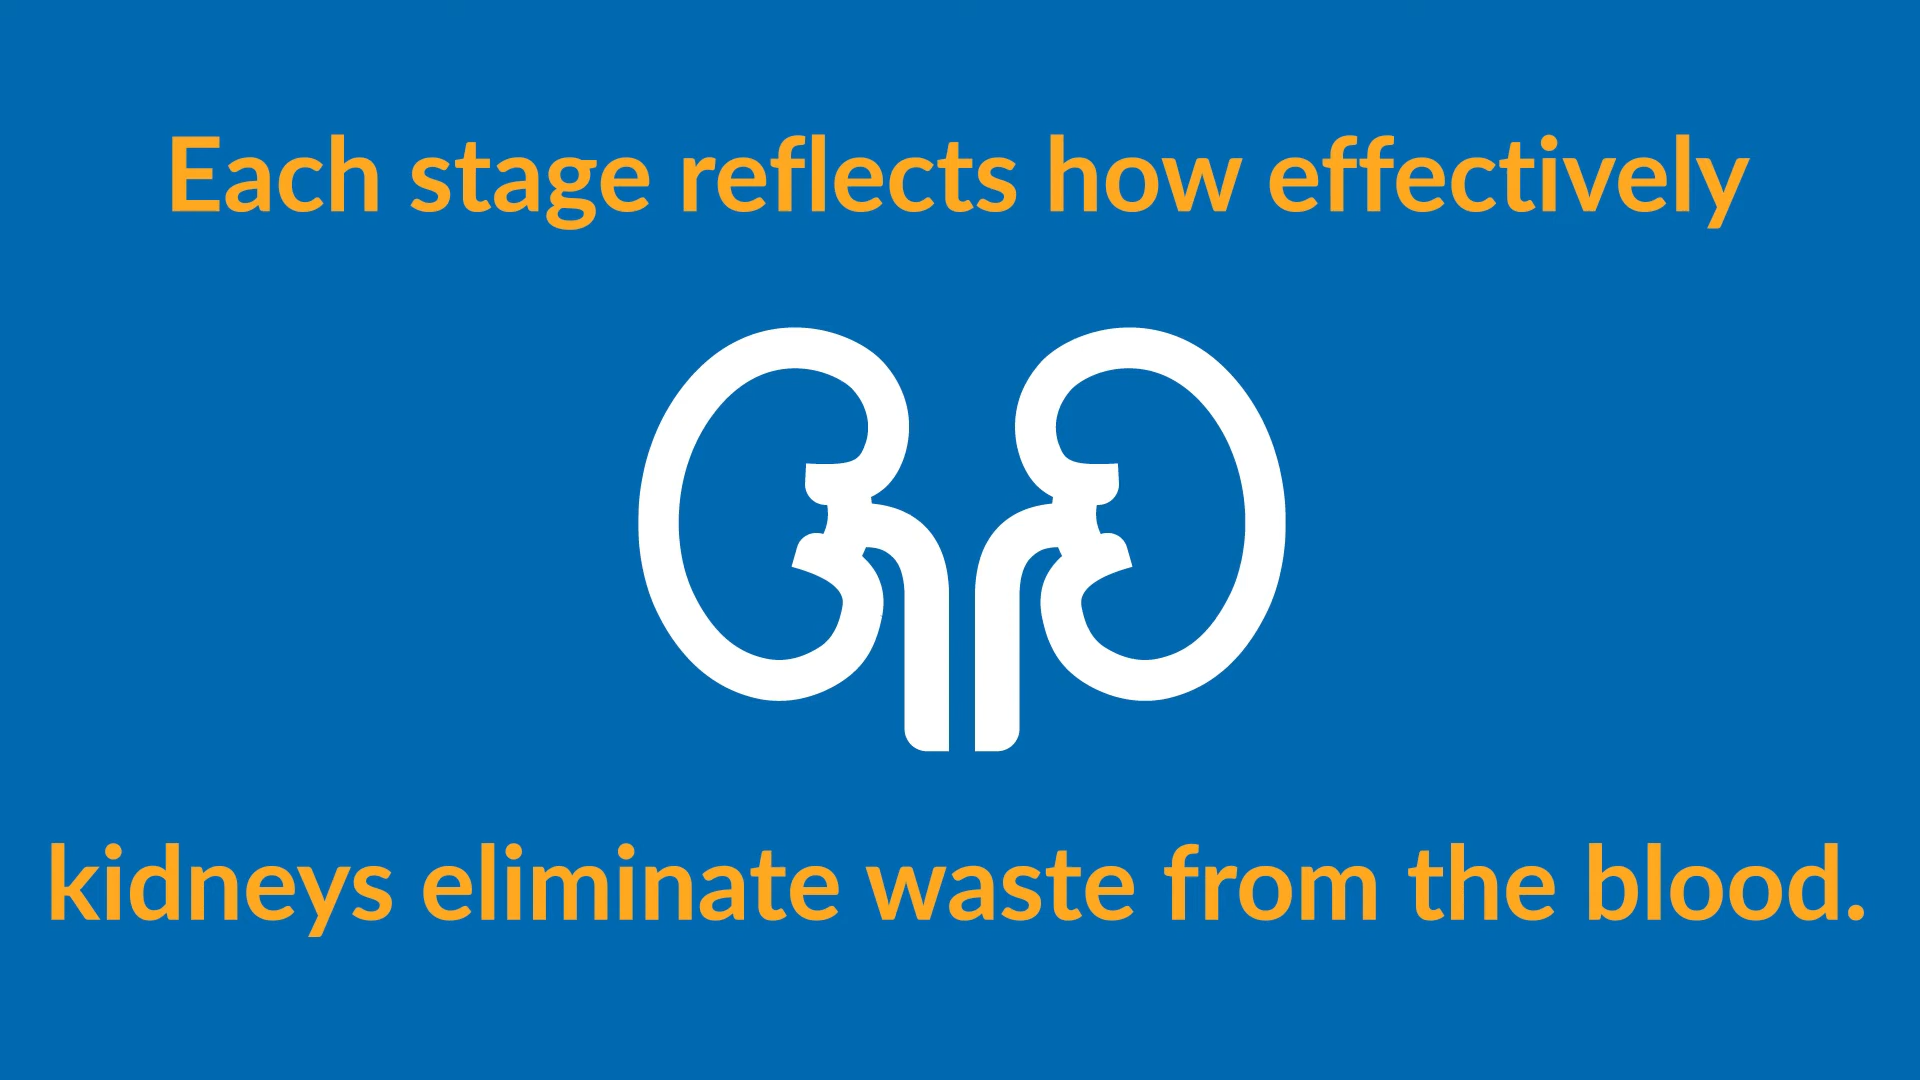 Each stage reflects how effectively
kidneys eliminate waste from the blood.